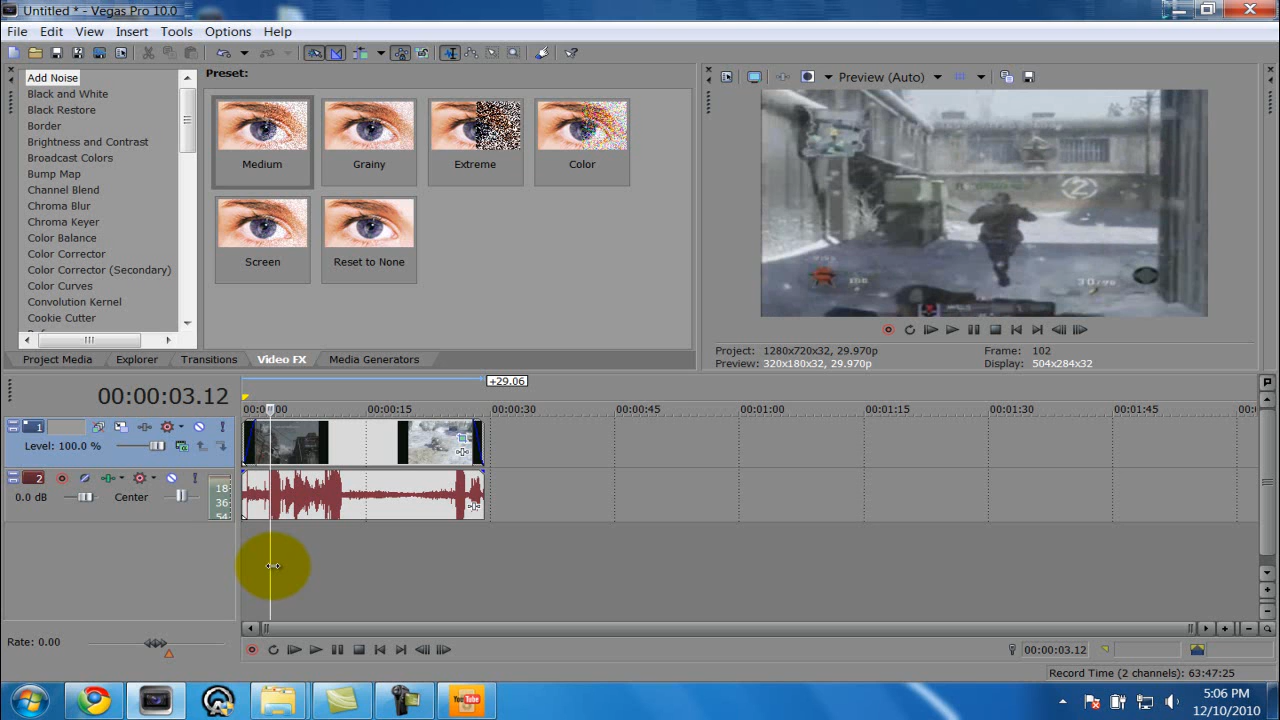 Untitled * - Vegas Pro 10.0
File Edit View Insert Tools Options Help
Add Noise
Black and White
Black Restore
Border
Brightness and Contrast
Broadcast Colors
Bump Map
Channel Blend
Chroma Blur
Chroma Keyer
Color Balance
Color Corrector
Color Corrector (Secondary)
Color Curves
Convolution Kernel
Cookie Cutter
Preset:
Medium Grainy Extreme Color
Screen Reset to None
Project Media Explorer Transitions Video FX Media Generators
Preview (Auto)
2
30/90
Project: 1280x720x32, 29.970p Frame: 102
Preview: 320x180x32, 29.970p Display: 504x284x32
00:00:03.12
+29.06
00:00:15 00:00:30 00:00:45 00:01:00 00:01:15 00:01:30 00:01:45
1
Level: 100.0 %
2
0.0 dB Center
18
36
54
Rate: 0.00
00:00:03.12
Record Time (2 channels): 63:47:25
You Tube
5:06 PM
12/10/2010